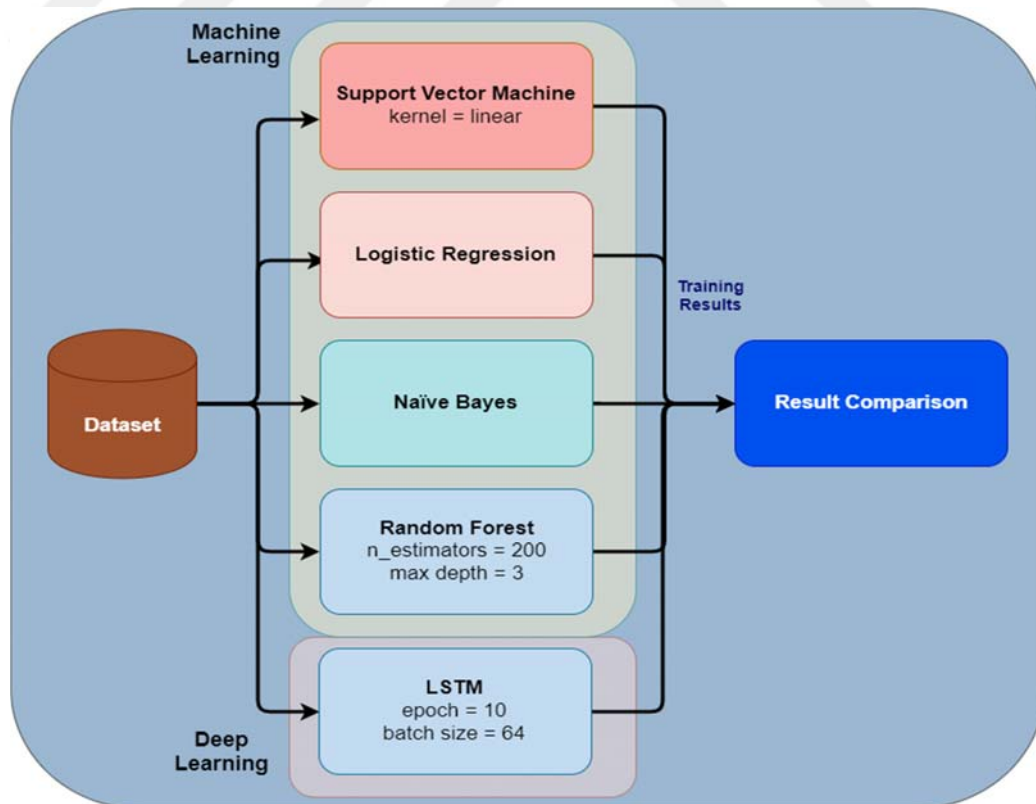 Machine
Learning
Support Vector Machine
kernel = linear
Logistic Regression
Training
Results
Dataset
Naïve Bayes
Result Comparison
Random Forest
n_estimators = 200
max depth = 3
LSTM
epoch = 10
batch size = 64
Deep
Learning